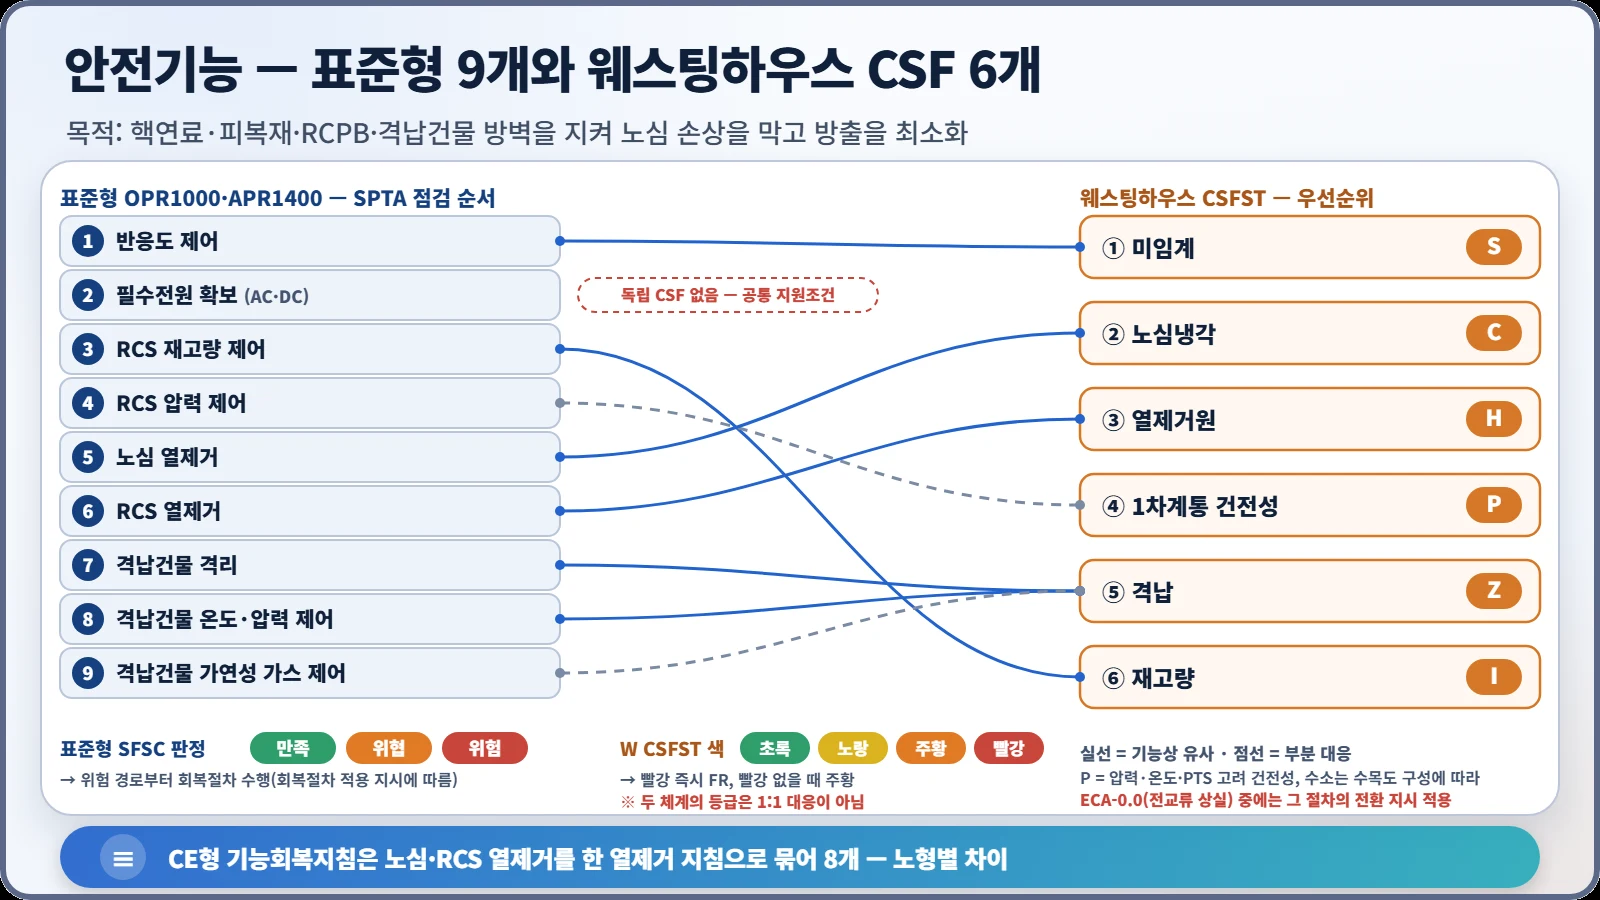 안전기능 — 표준형 9개와 웨스팅하우스 CSF 6개
목적: 핵연료·피복재·RCPB·격납건물 방벽을 지켜 노심 손상을 막고 방출을 최소화
표준형 OPR1000·APR1400 — SPTA 점검 순서
1 반응도 제어
2 필수전원 확보 (AC·DC)
3 RCS 재고량 제어
4 RCS 압력 제어
5 노심 열제거
6 RCS 열제거
7 격납건물 격리
8 격납건물 온도·압력 제어
9 격납건물 가연성 가스 제어
독립 CSF 없음 — 공통 지원조건
웨스팅하우스 CSFST — 우선순위
① 미임계 S
② 노심냉각 C
③ 열제거원 H
④ 1차계통 건전성 P
⑤ 격납 Z
⑥ 재고량 I
표준형 SFSC 판정 만족 위협 위험
→ 위험 경로부터 회복절차 수행(회복절차 적용 지시에 따름)
W CSFST 색 초록 노랑 주황 빨강
→ 빨강 즉시 FR, 빨강 없을 때 주황
※ 두 체계의 등급은 1:1 대응이 아님
실선 = 기능상 유사 · 점선 = 부분 대응
P = 압력·온도·PTS 고려 건전성, 수소는 수목도 구성에 따라
ECA-0.0(전교류 상실) 중에는 그 절차의 전환 지시 적용
CE형 기능회복지침은 노심·RCS 열제거를 한 열제거 지침으로 묶어 8개 — 노형별 차이